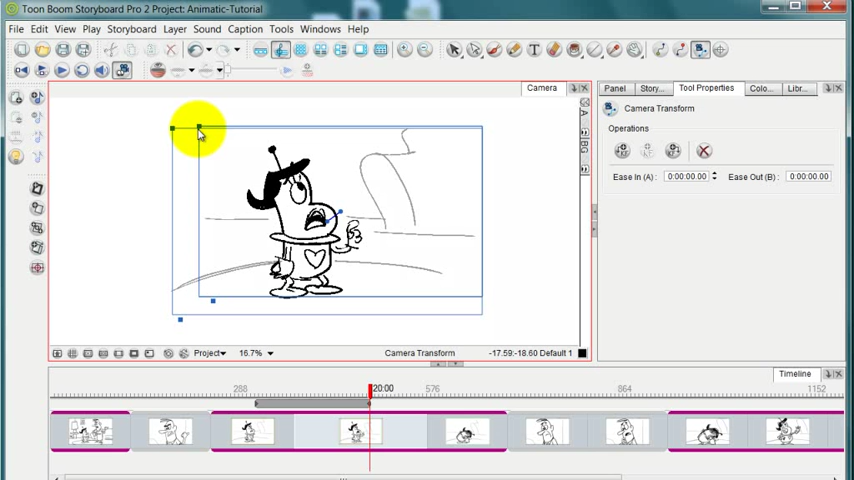 Toon Boom Storyboard Pro 2 Project: Animatic-Tutorial
File Edit View Play Storyboard Layer Sound Caption Tools Windows Help
Camera
Panel Story... Tool Properties Colo... Libr...
Camera Transform
Operations
Ease In (A): 0:00:00.00 Ease Out (B): 0:00:00.00
A
BG
Project 16.7% Camera Transform -17.59:-18.60 Default 1
Timeline
288 20:00 576 864 1152